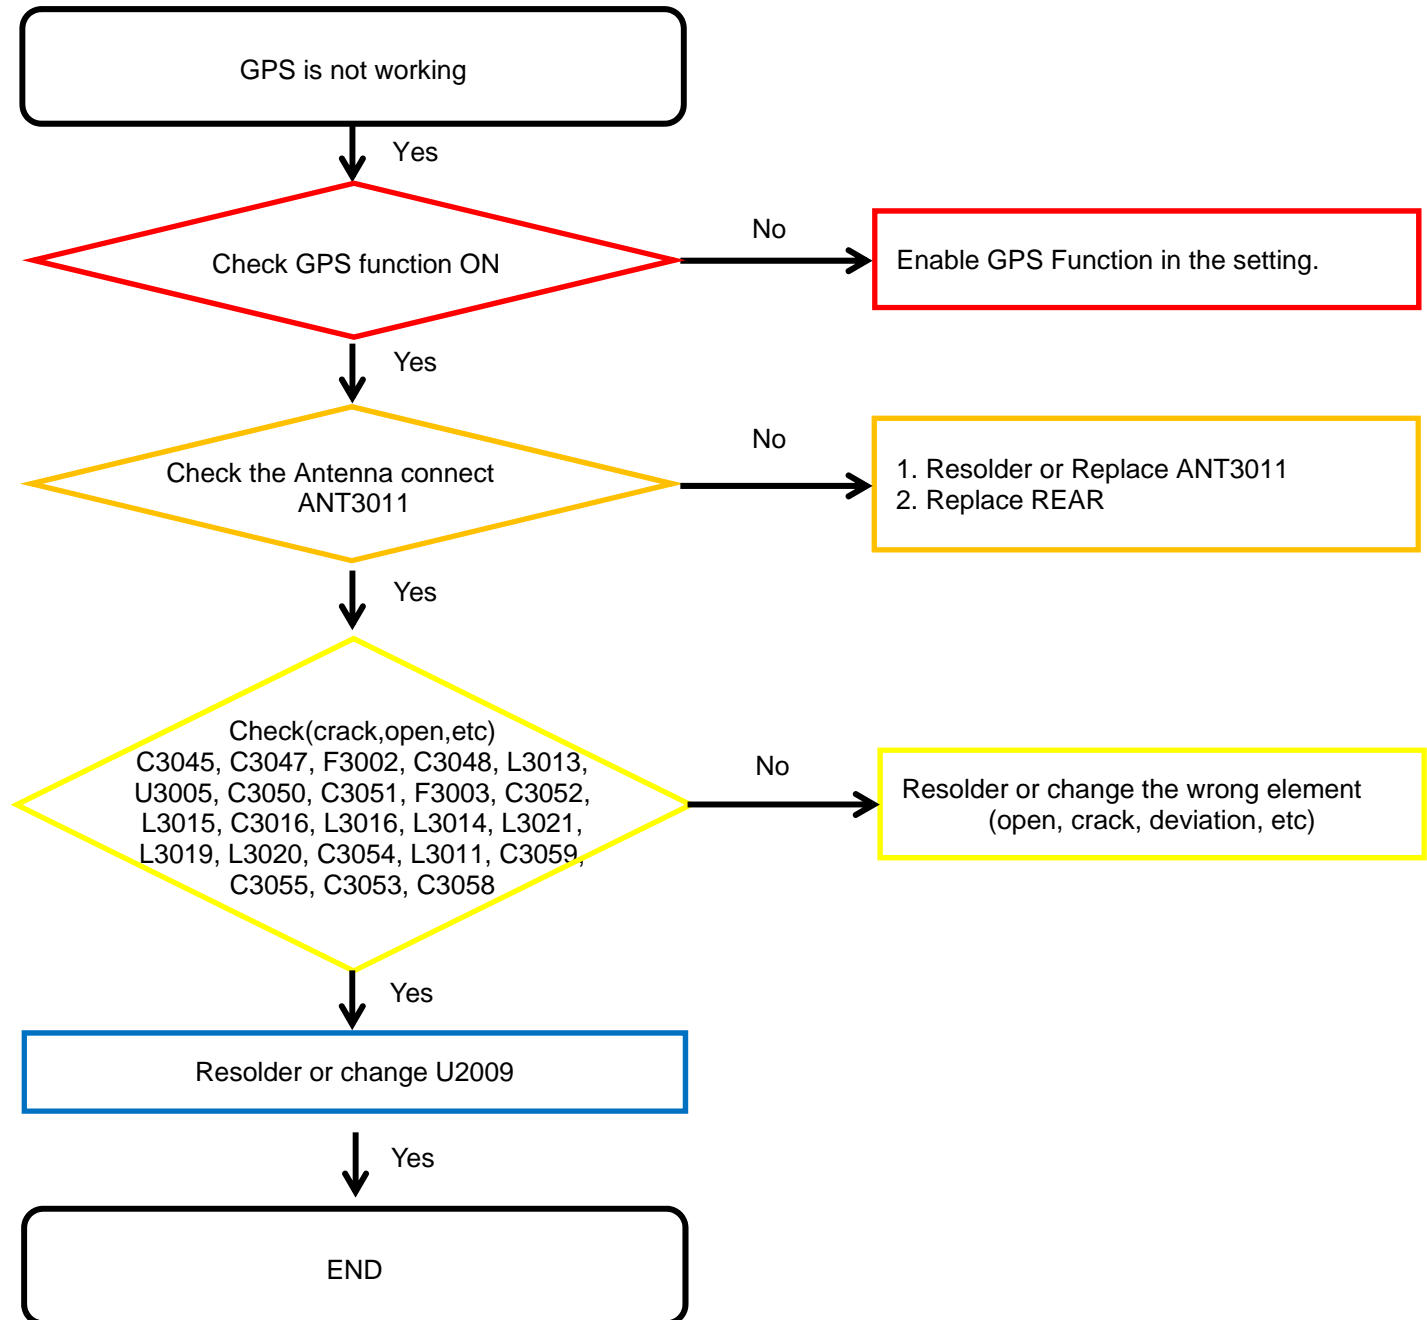 GPS is not working
Yes
Check GPS function ON
No
Enable GPS Function in the setting.
Yes
Check the Antenna connect
ANT3011
No
1. Resolder or Replace ANT3011
2. Replace REAR
Yes
Check(crack,open,etc)
C3045, C3047, F3002, C3048, L3013,
U3005, C3050, C3051, F3003, C3052,
L3015, C3016, L3016, L3014, L3021,
L3019, L3020, C3054, L3011, C3059,
C3055, C3053, C3058
No
Resolder or change the wrong element
(open, crack, deviation, etc)
Yes
Resolder or change U2009
Yes
END